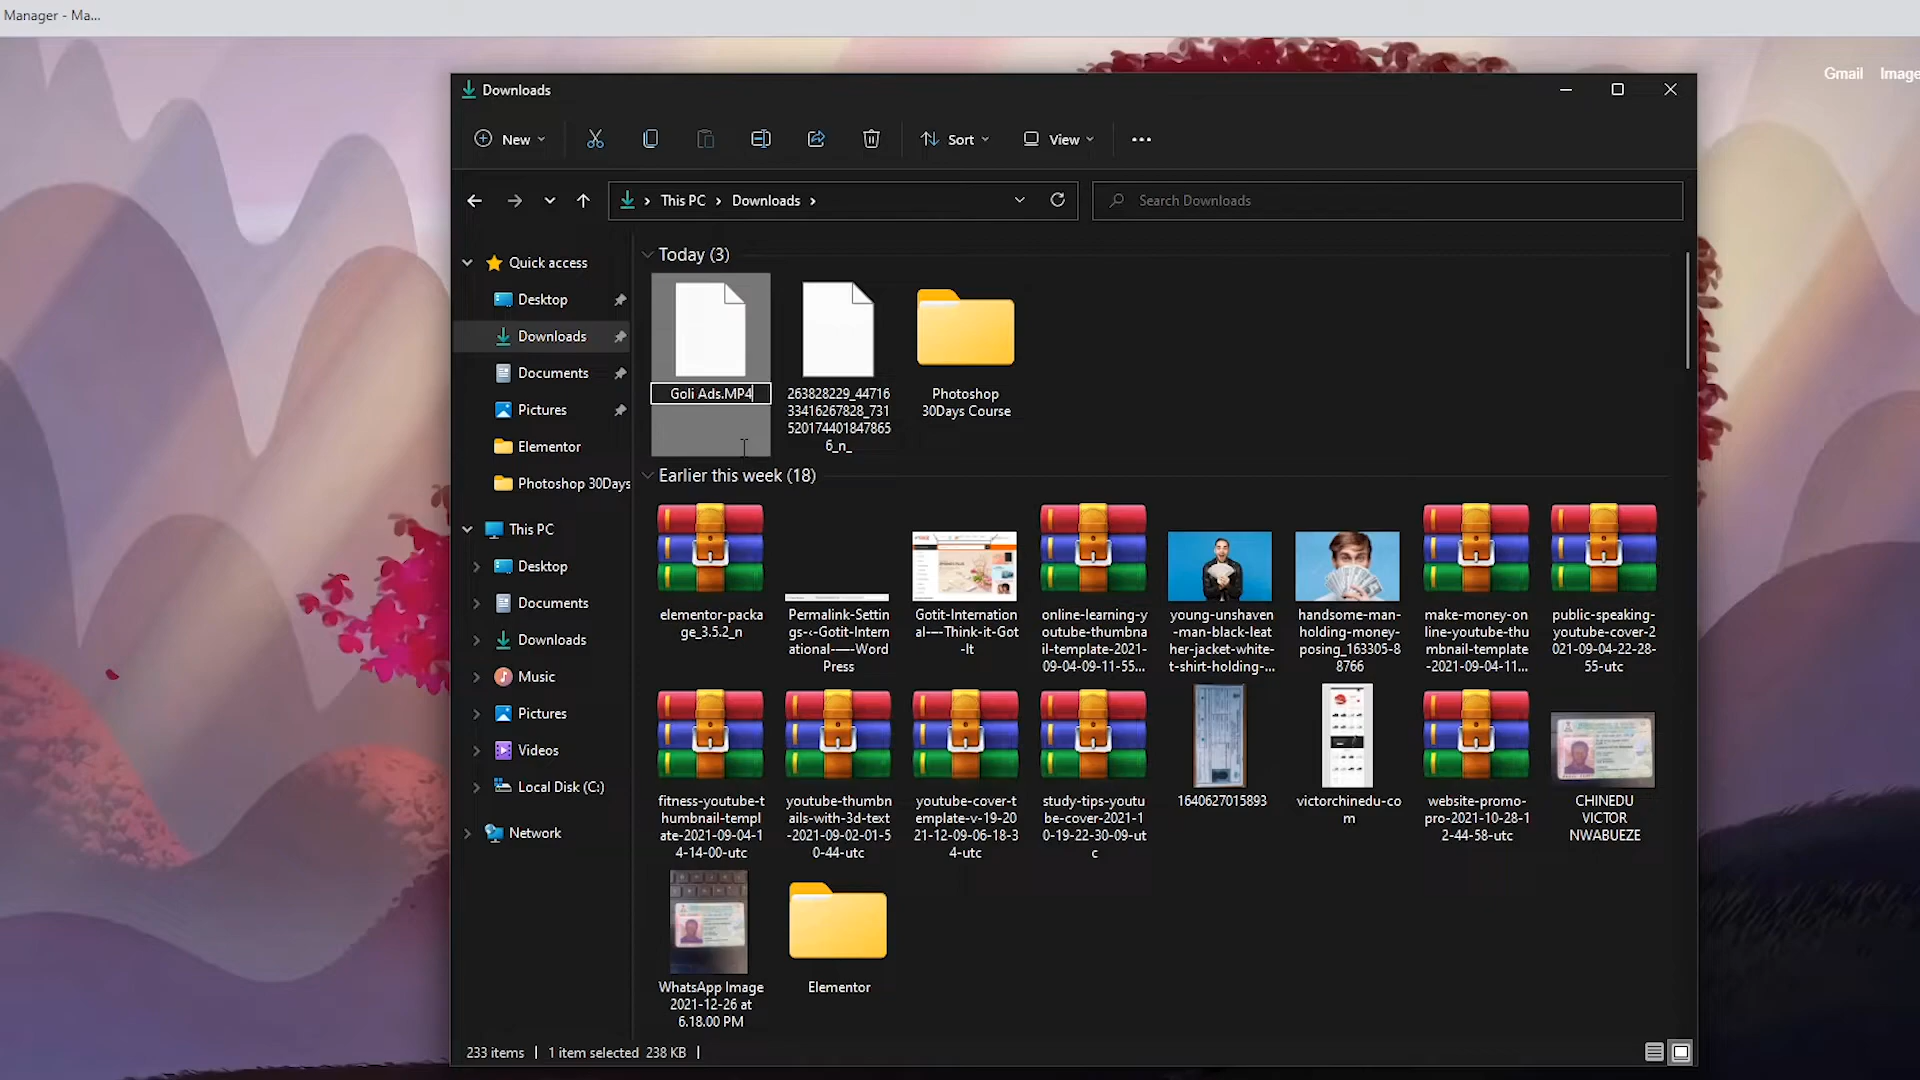 Manager - Ma...
Gmail Image
Downloads
New
Sort
View
This PC
Downloads
Search Downloads
Quick access
Desktop
Downloads
Documents
Pictures
Elementor
Photoshop 30Days
This PC
Desktop
Documents
Downloads
Music
Pictures
Videos
Local Disk (C:)
Network
Today (3)
Goli Ads.MP4
263828229_44716
33416267828_731
520174401847865
6_n_
Photoshop
30Days Course
Earlier this week (18)
elementor-packa
ge_3.5.2_n
Permalink-Settin
gs-‹-Gotit-Intern
ational-—-Word
Press
Gotit-Internation
al-—-Think-it-Got
-It
online-learning-y
outube-thumbna
il-template-2021-
09-04-09-11-55...
young-unshaven
-man-black-leat
her-jacket-white-
t-shirt-holding-...
handsome-man-
holding-money-
posing_163305-8
8766
make-money-on
line-youtube-thu
mbnail-template
-2021-09-04-11...
public-speaking-
youtube-cover-2
021-09-04-22-28-
55-utc
fitness-youtube-t
humbnail-templ
ate-2021-09-04-1
4-14-00-utc
youtube-thumbn
ails-with-3d-text
-2021-09-02-01-5
0-44-utc
youtube-cover-t
emplate-v-19-20
21-12-09-06-18-3
4-utc
study-tips-youtu
be-cover-2021-1
0-19-22-30-09-ut
c
1640627015893
victorchinedu-co
m
website-promo-
pro-2021-10-28-1
2-44-58-utc
CHINEDU
VICTOR
NWABUEZE
WhatsApp Image
2021-12-26 at
6.18.00 PM
Elementor
233 items
1 item selected 238 KB